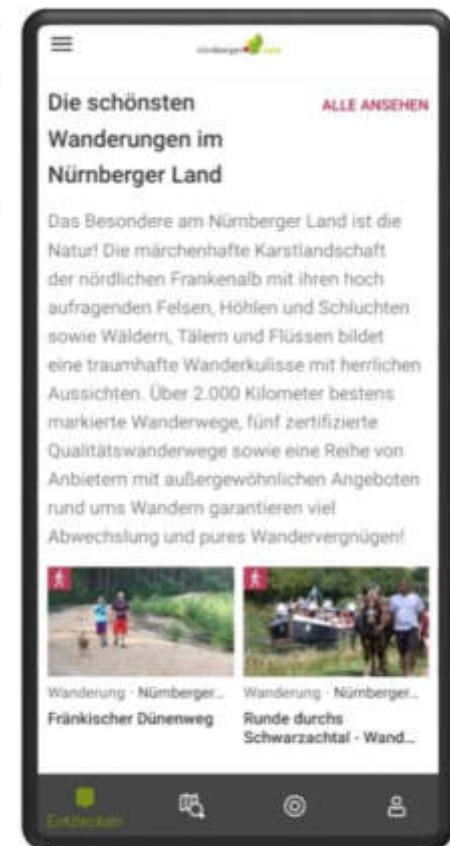 nürnberger land
Die schönsten
Wanderungen im
Nürnberger Land
ALLE ANSEHEN
Das Besondere am Nürnberger Land ist die
Natur! Die märchenhafte Karstlandschaft
der nördlichen Frankenalb mit ihren hoch
aufragenden Felsen, Höhlen und Schluchten
sowie Wäldern, Tälern und Flüssen bildet
eine traumhafte Wanderkulisse mit herrlichen
Aussichten. Über 2.000 Kilometer bestens
markierte Wanderwege, fünf zertifizierte
Qualitätswanderwege sowie eine Reihe von
Anbietern mit außergewöhnlichen Angeboten
rund ums Wandern garantieren viel
Abwechslung und pures Wandervergnügen!
Wanderung · Nürnberger...
Fränkischer Dünenweg
Wanderung · Nürnberger...
Runde durchs
Schwarzachtal - Wand...
Entdecken